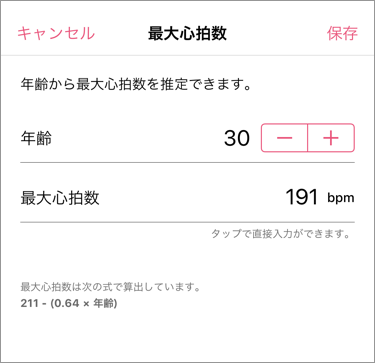 キャンセル 最大心拍数 保存
年齢から最大心拍数を推定できます。
年齢 30 − +
最大心拍数 191 bpm
タップで直接入力ができます。
最大心拍数は次の式で算出しています。
211 - (0.64 × 年齢)